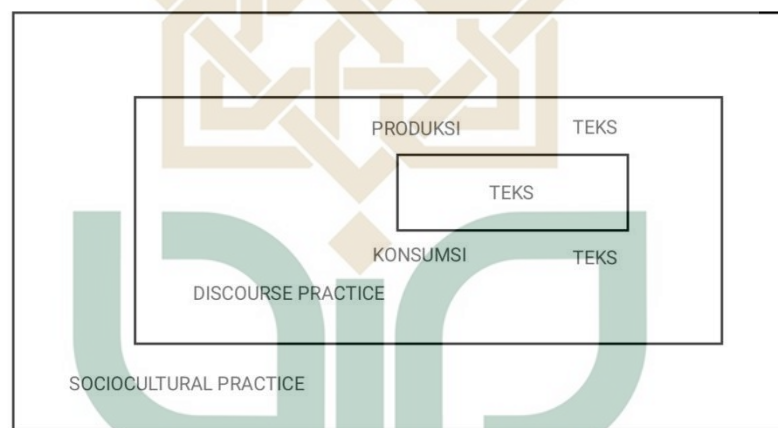 PRODUKSI TEKS
TEKS
KONSUMSI TEKS
DISCOURSE PRACTICE
SOCIOCULTURAL PRACTICE